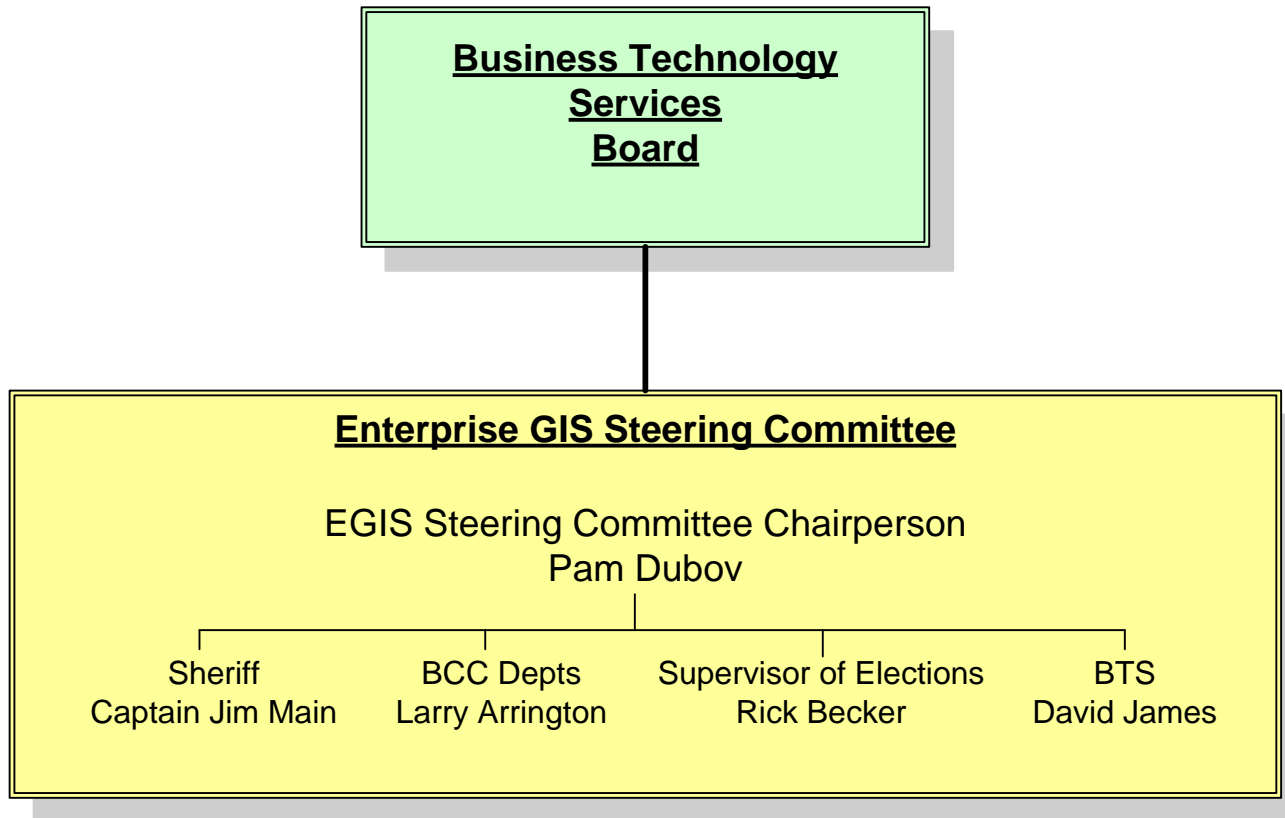 Business Technology
Services
Board
Enterprise GIS Steering Committee
EGIS Steering Committee Chairperson
Pam Dubov
Sheriff
Captain Jim Main
BCC Depts
Larry Arrington
Supervisor of Elections
Rick Becker
BTS
David James